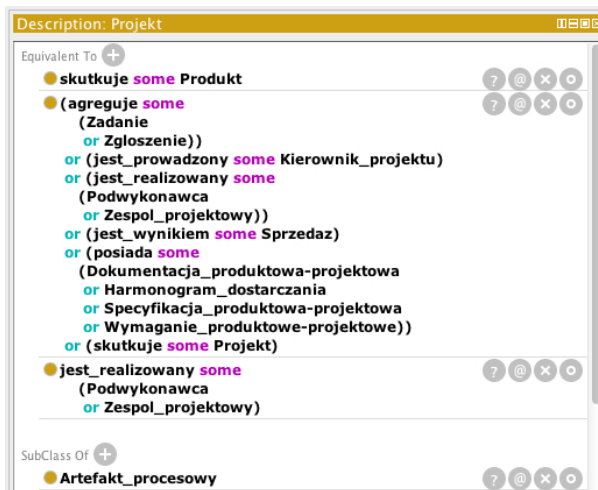 Description: Projekt
Equivalent To
skutkuje some Produkt
(agreguje some
(Zadanie
or Zgloszenie))
or (jest_prowadzony some Kierownik_projektu)
or (jest_realizowany some
(Podwykonawca
or Zespol_projektowy))
or (jest_wynikiem some Sprzedaz)
or (posiada some
(Dokumentacja_produktowa-projektowa
or Harmonogram_dostarczania
or Specyfikacja_produktowa-projektowa
or Wymaganie_produktowe-projektowe))
or (skutkuje some Projekt)
jest_realizowany some
(Podwykonawca
or Zespol_projektowy)
SubClass Of
Artefakt_procesowy